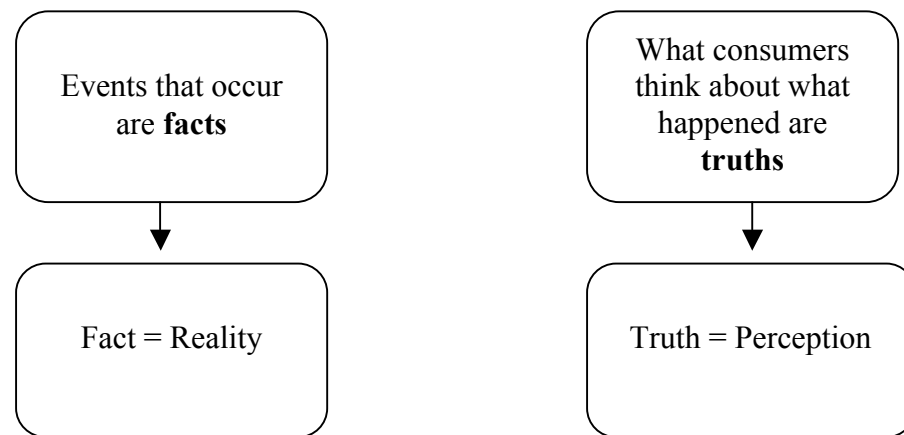 Events that occur
are facts
What consumers
think about what
happened are
truths
Fact = Reality
Truth = Perception